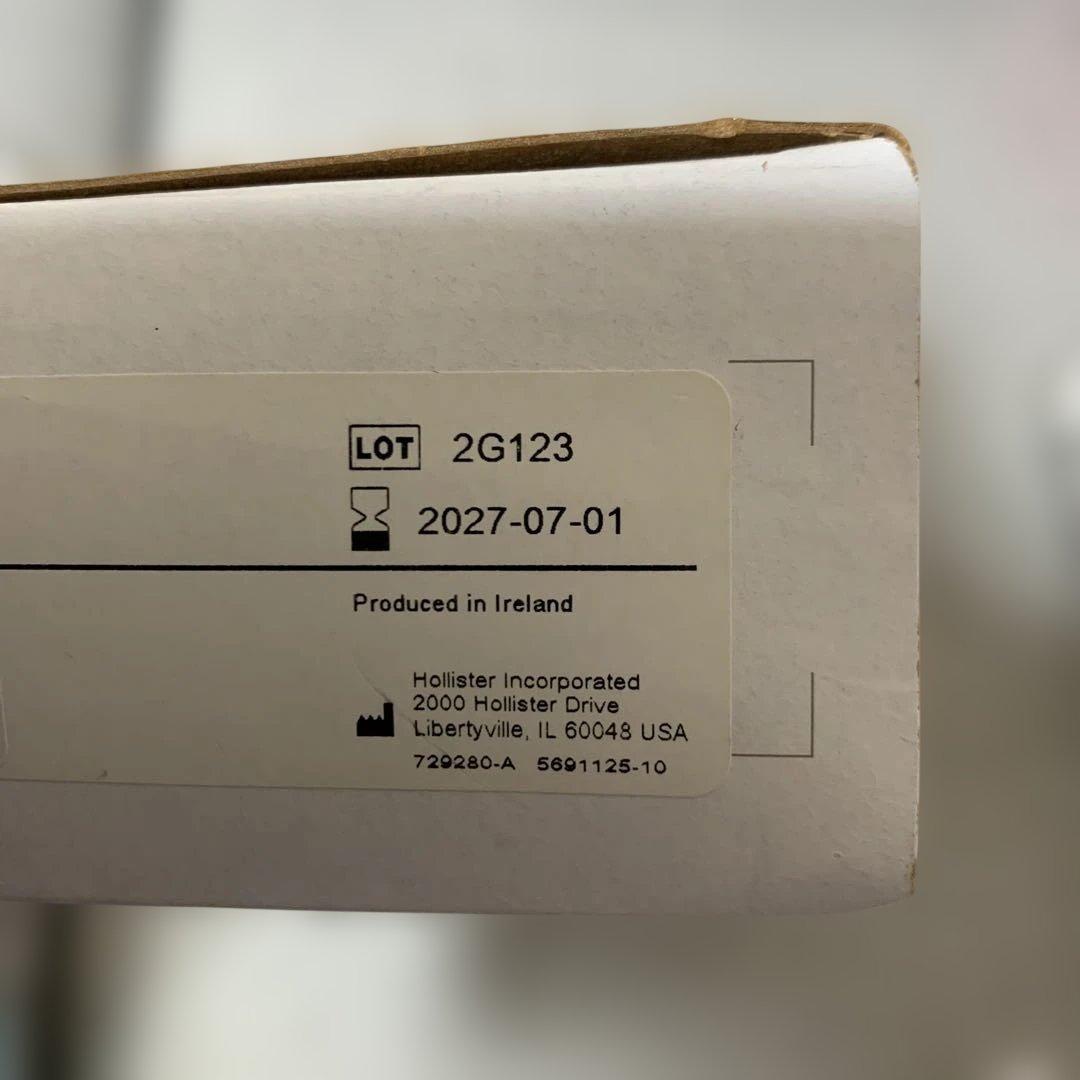 LOT 2G123
2027-07-01
Produced in Ireland
Hollister Incorporated
2000 Hollister Drive
Libertyville, IL 60048 USA
729280-A 5691125-10